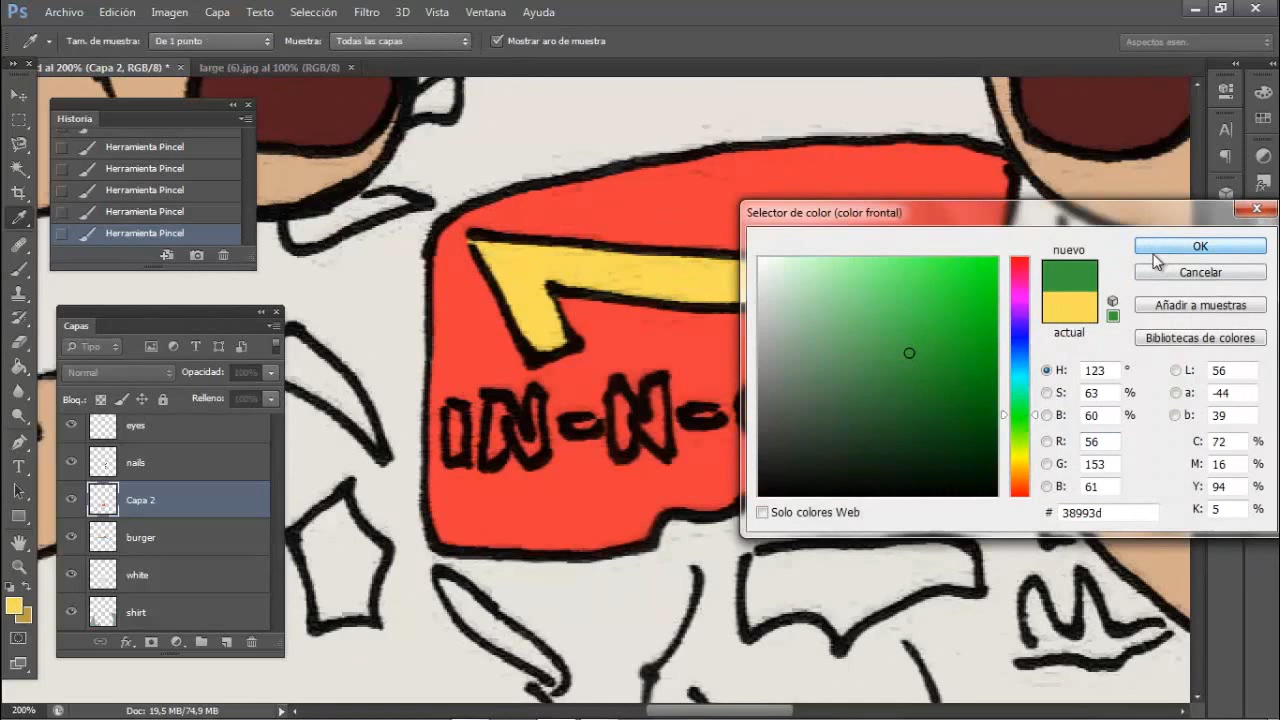 Ps Archivo Edición Imagen Capa Texto Selección Filtro 3D Vista Ventana Ayuda
Tam. de muestra: De 1 punto Muestra: Todas las capas Mostrar aro de muestra Aspectos esen.
d al 200% (Capa 2, RGB/8) * × large (6).jpg al 100% (RGB/8) ×
Historia
Herramienta Pincel
Herramienta Pincel
Herramienta Pincel
Herramienta Pincel
Herramienta Pincel
Capas
Tipo
Normal Opacidad: 100%
Bloq.: Relleno: 100%
eyes
nails
Capa 2
burger
white
shirt
fx
IN-N-
Selector de color (color frontal)
nuevo
actual
OK
Cancelar
Añadir a muestras
Bibliotecas de colores
H: 123 ° L: 56
S: 63 % a: -44
B: 60 % b: 39
R: 56 C: 72 %
G: 153 M: 16 %
B: 61 Y: 94 %
# 38993d K: 5 %
Solo colores Web
200% Doc: 19,5 MB/74,9 MB